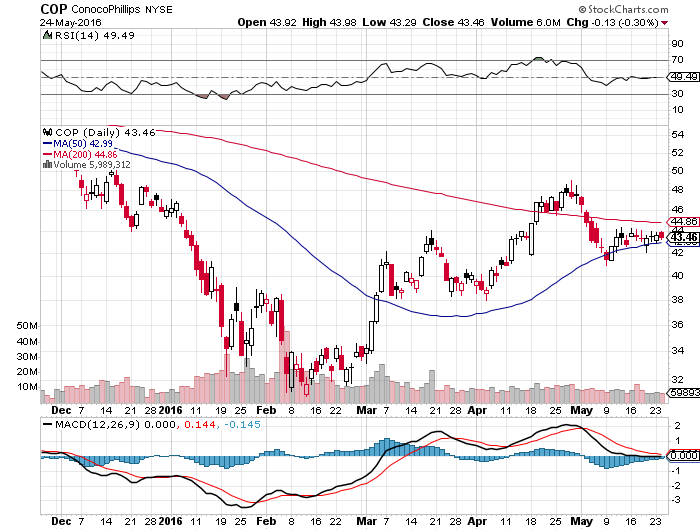 COP ConocoPhillips NYSE © StockCharts.com
24-May-2016 Open 43.92 High 43.98 Low 43.29 Close 43.46 Volume 6.0M Chg -0.13 (-0.30%)
RSI(14) 49.49
90
70
49.49
30
10
COP (Daily) 43.46
MA(50) 42.99
MA(200) 44.86
Volume 5,989,312
54
52
50
48
46
44.86
44
43.46
42
40
38
36
34
32
50M
40M
30M
20M
10M
59893
Dec 7 14 21 28 2016 11 19 25 Feb 8 16 22 Mar 7 14 21 28 Apr 11 18 25 May 9 16 23
MACD(12,26,9) 0.000, 0.144, -0.145
2
1
0.000
-1
-2
-3
Dec 7 14 21 28 2016 11 19 25 Feb 8 16 22 Mar 7 14 21 28 Apr 11 18 25 May 9 16 23